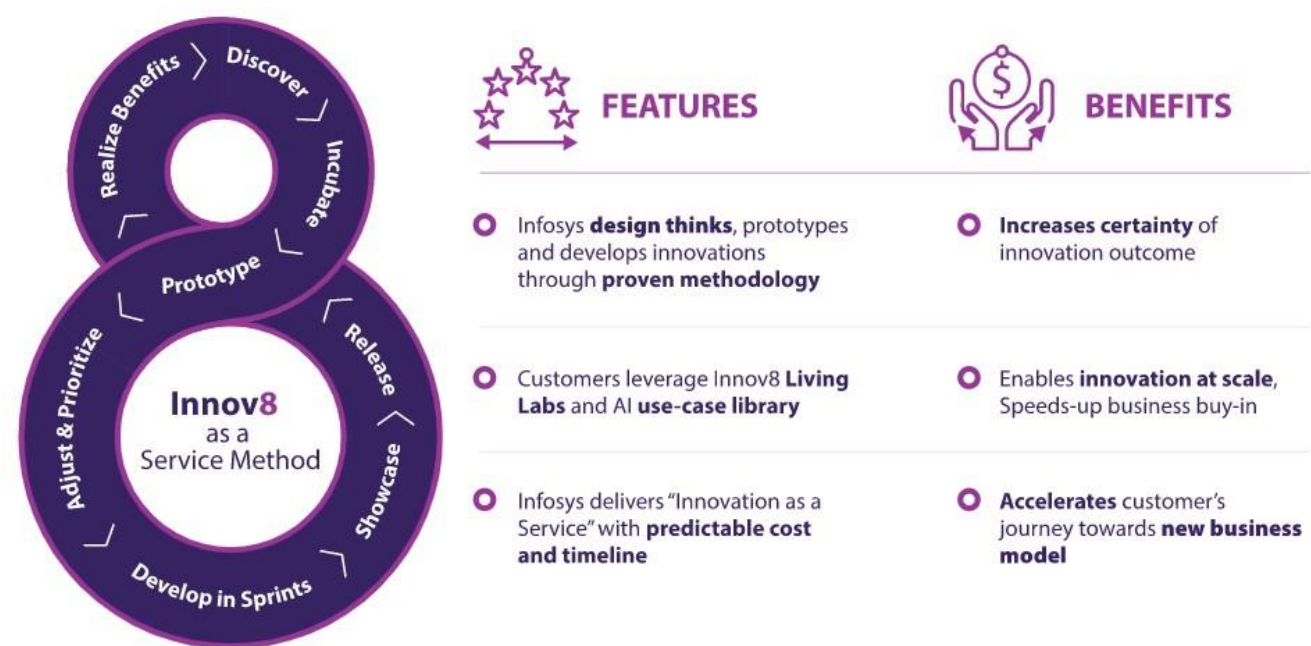 Realize Benefits
Discover
Incubate
Prototype
Adjust & Prioritize
Develop in Sprints
Showcase
Release
Innov8
as a
Service Method
FEATURES
BENEFITS
Infosys design thinks, prototypes
and develops innovations
through proven methodology
Increases certainty of
innovation outcome
Customers leverage Innov8 Living
Labs and AI use-case library
Enables innovation at scale,
Speeds-up business buy-in
Infosys delivers “Innovation as a
Service” with predictable cost
and timeline
Accelerates customer’s
journey towards new business
model
$